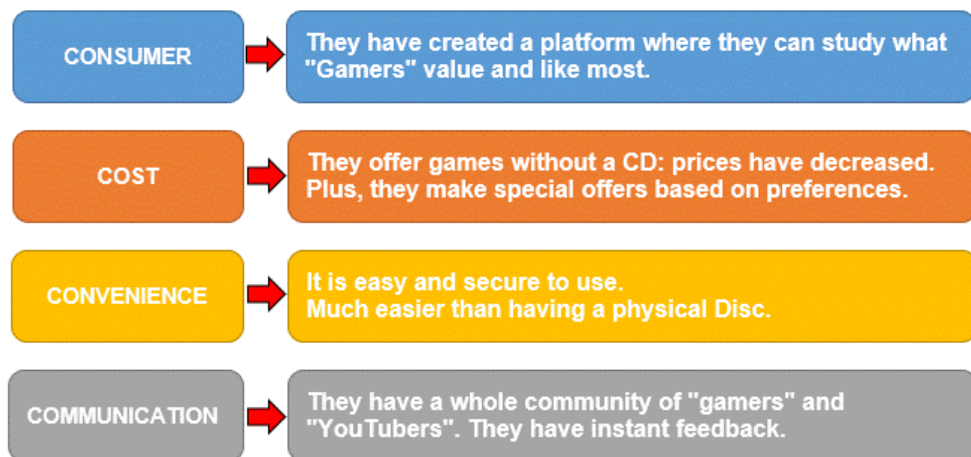 CONSUMER
They have created a platform where they can study what
"Gamers" value and like most.
COST
They offer games without a CD: prices have decreased.
Plus, they make special offers based on preferences.
CONVENIENCE
It is easy and secure to use.
Much easier than having a physical Disc.
COMMUNICATION
They have a whole community of "gamers" and
"YouTubers". They have instant feedback.